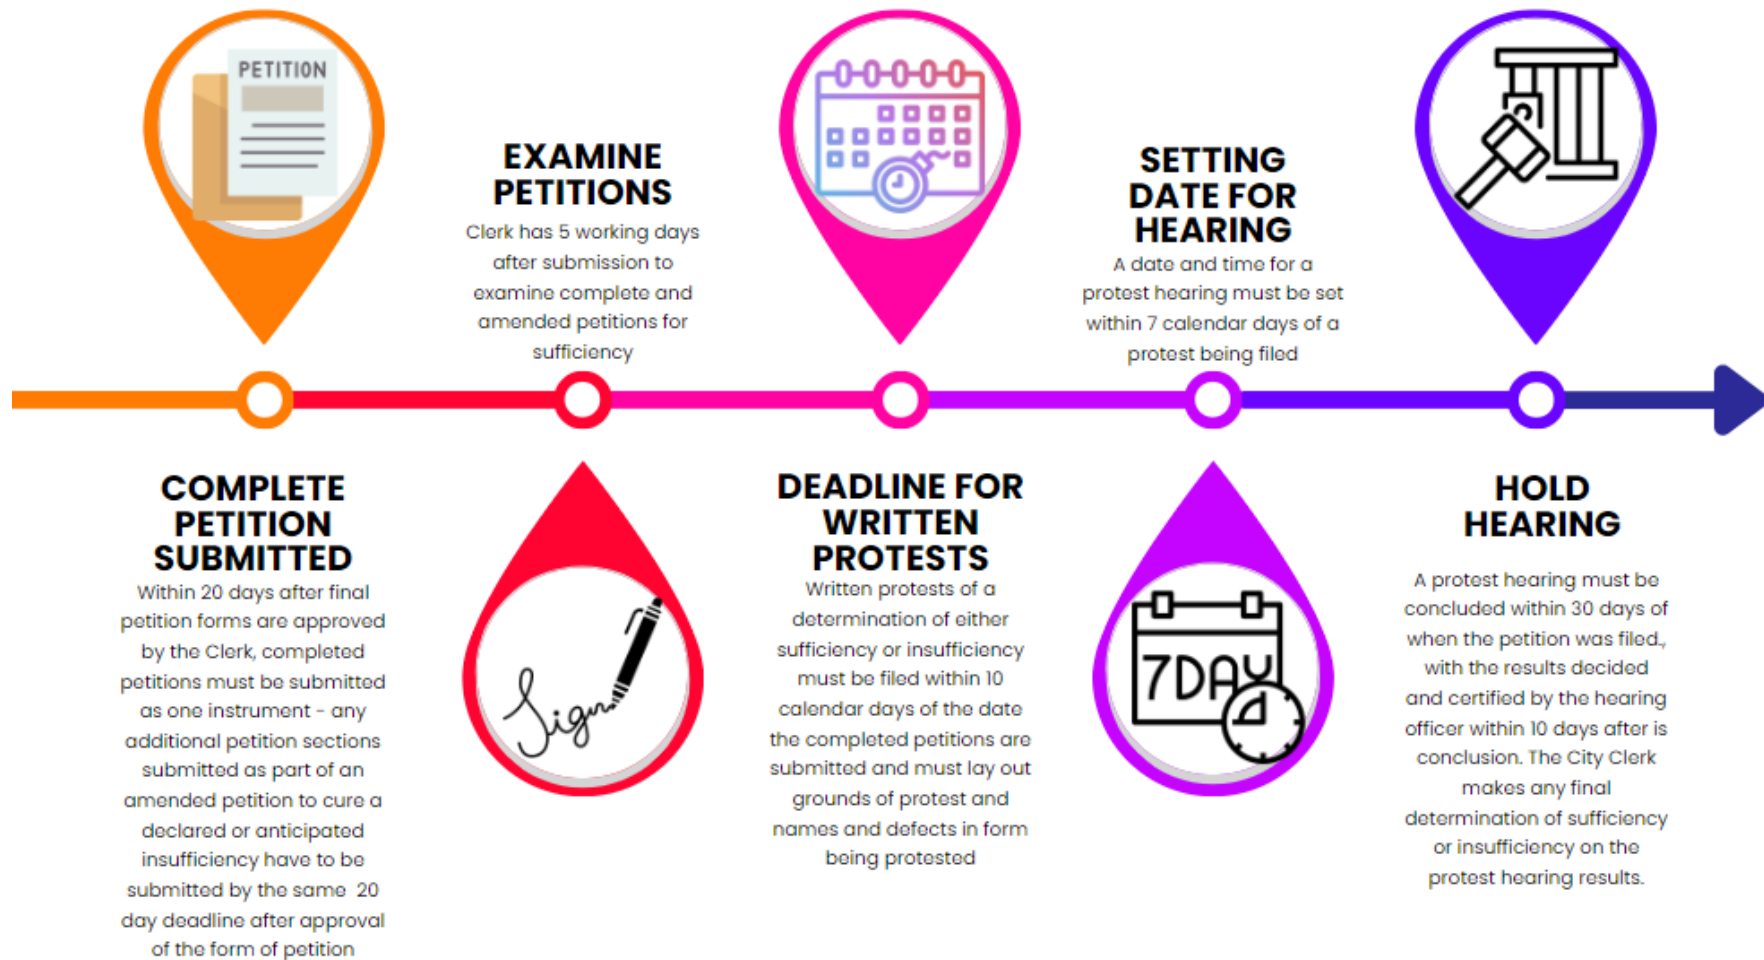 PETITION
COMPLETE
PETITION
SUBMITTED
Within 20 days after final
petition forms are approved
by the Clerk, completed
petitions must be submitted
as one instrument - any
additional petition sections
submitted as part of an
amended petition to cure a
declared or anticipated
insufficiency have to be
submitted by the same 20
day deadline after approval
of the form of petition
EXAMINE
PETITIONS
Clerk has 5 working days
after submission to
examine complete and
amended petitions for
sufficiency
Sign
DEADLINE FOR
WRITTEN
PROTESTS
Written protests of a
determination of either
sufficiency or insufficiency
must be filed within 10
calendar days of the date
the completed petitions are
submitted and must lay out
grounds of protest and
names and defects in form
being protested
SETTING
DATE FOR
HEARING
A date and time for a
protest hearing must be set
within 7 calendar days of a
protest being filed
7DAY
HOLD
HEARING
A protest hearing must be
concluded within 30 days of
when the petition was filed.,
with the results decided
and certified by the hearing
officer within 10 days after is
conclusion. The City Clerk
makes any final
determination of sufficiency
or insufficiency on the
protest hearing results.